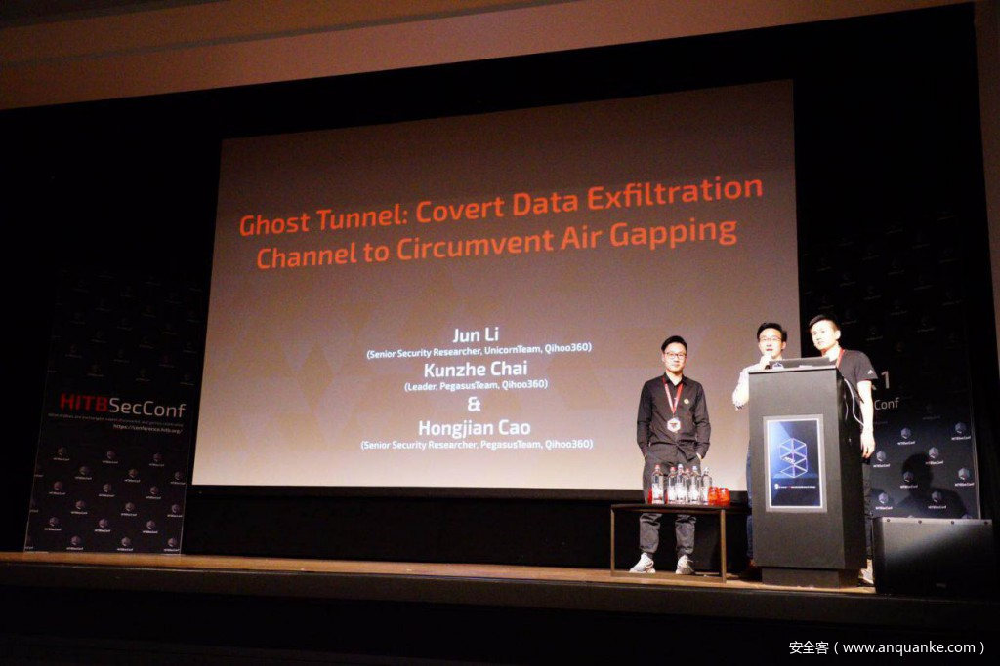 Ghost Tunnel: Covert Data Exfiltration
Channel to Circumvent Air Gapping
Jun Li
(Senior Security Researcher, UnicornTeam, Qihoo360)
Kunzhe Chai
(Leader, PegasusTeam, Qihoo360)
&
Hongjian Cao
(Senior Security Researcher, PegasusTeam, Qihoo360)
HITBSecConf
https://conference.hitb.org/
1
Conf
安全客（www.anquanke.com）